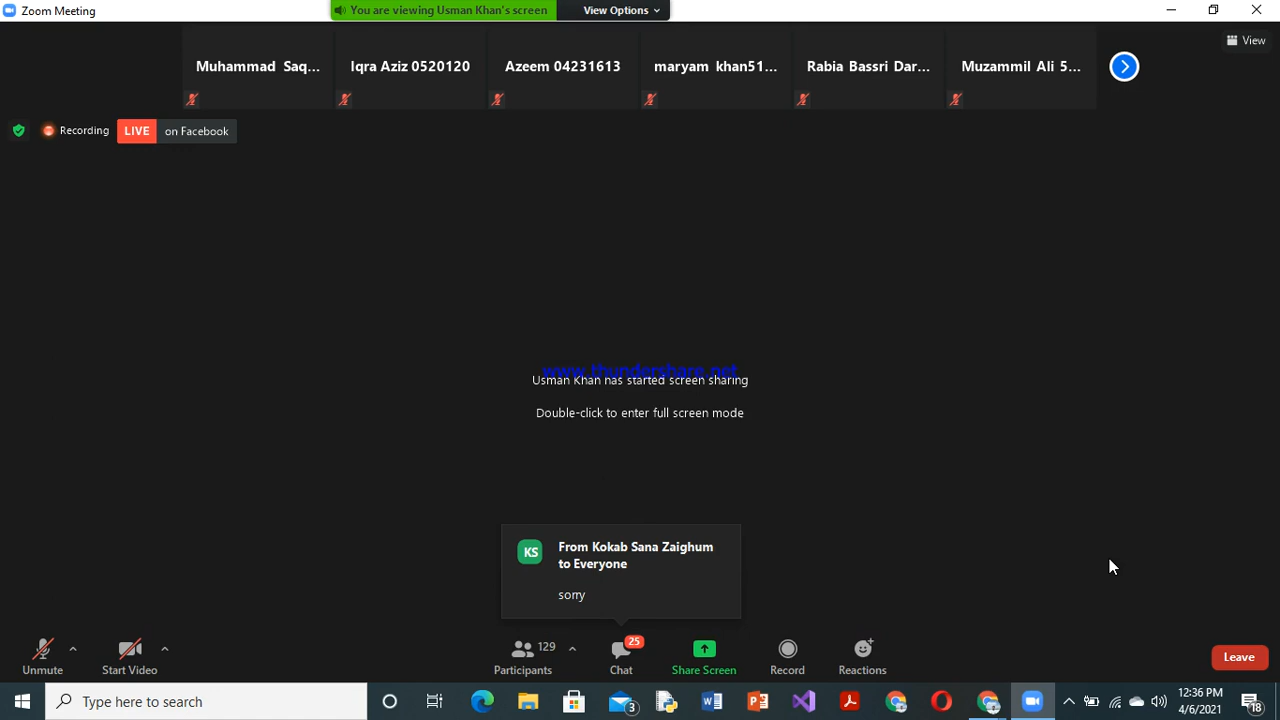 Zoom Meeting
You are viewing Usman Khan's screen
View Options
View
Muhammad Saq...
Iqra Aziz 0520120
Azeem 04231613
maryam khan51...
Rabia Bassri Dar...
Muzammil Ali 5...
Recording
LIVE on Facebook
www.thundershare.net
Usman Khan has started screen sharing
Double-click to enter full screen mode
KS
From Kokab Sana Zaighum
to Everyone
sorry
Unmute
Start Video
129
Participants
25
Chat
Share Screen
Record
Reactions
Leave
Type here to search
3
12:36 PM
4/6/2021
18